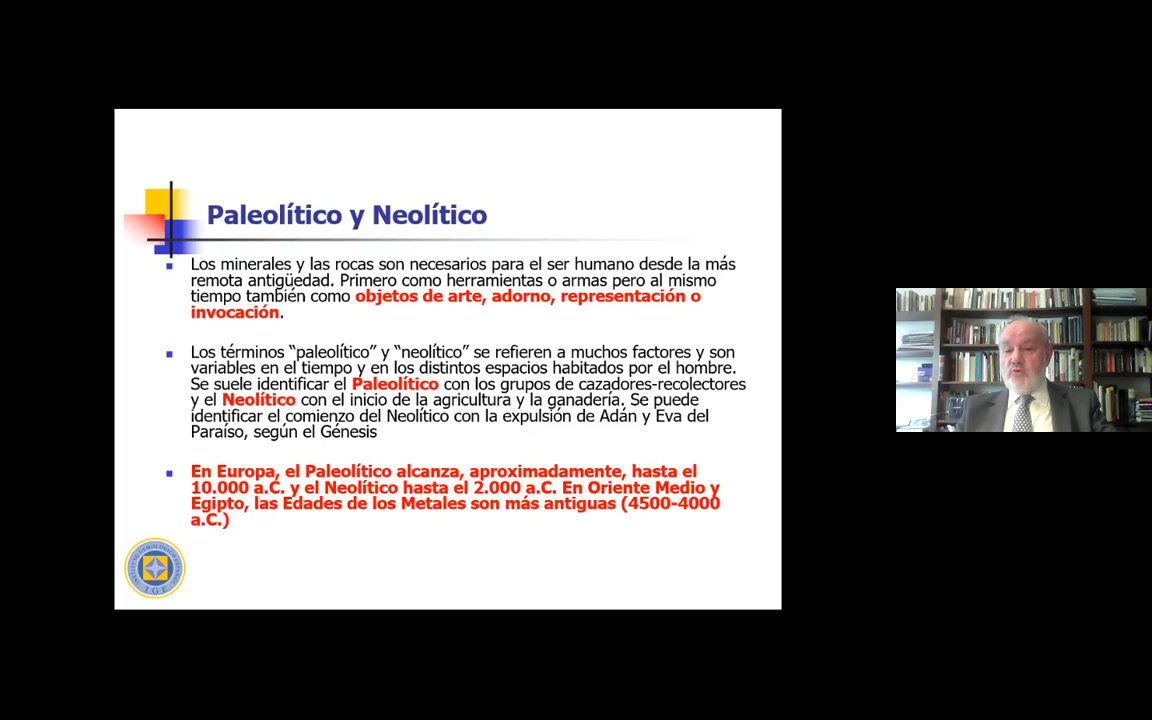 Paleolítico y Neolítico
Los minerales y las rocas son necesarios para el ser humano desde la más
remota antigüedad. Primero como herramientas o armas pero al mismo
tiempo también como objetos de arte, adorno, representación o
invocación.
Los términos “paleolítico” y “neolítico” se refieren a muchos factores y son
variables en el tiempo y en los distintos espacios habitados por el hombre.
Se suele identificar el Paleolítico con los grupos de cazadores-recolectores
y el Neolítico con el inicio de la agricultura y la ganadería. Se puede
identificar el comienzo del Neolítico con la expulsión de Adán y Eva del
Paraíso, según el Génesis
En Europa, el Paleolítico alcanza, aproximadamente, hasta el
10.000 a.C. y el Neolítico hasta el 2.000 a.C. En Oriente Medio y
Egipto, las Edades de los Metales son más antiguas (4500-4000
a.C.)
INSTITUTO GEMOLÓGICO ESPAÑOL
I G E